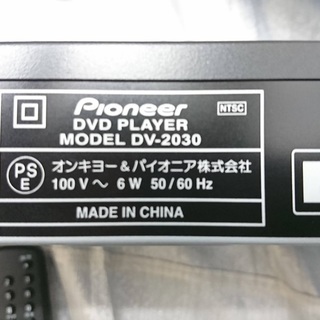 Pioneer
NTSC
DVD PLAYER
MODEL DV-2030
PS
E
オンキヨー&パイオニア株式会社
100 V ～ 6 W 50/60 Hz
MADE IN CHINA